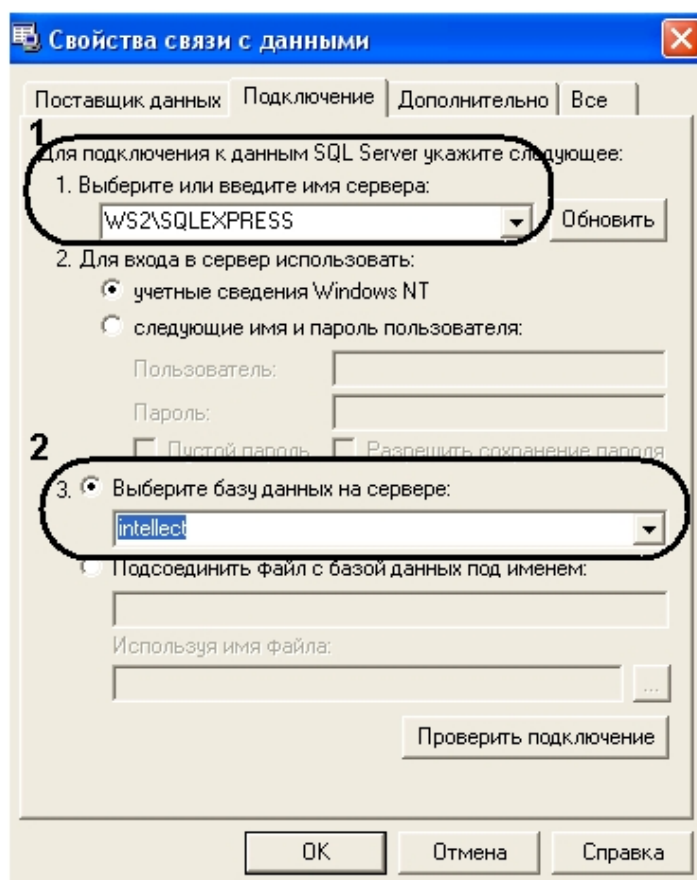 Свойства связи с данными
Поставщик данных Подключение Дополнительно Все
1
Для подключения к данным SQL Server укажите следующее:
1. Выберите или введите имя сервера:
WS2\SQLEXPRESS Обновить
2. Для входа в сервер использовать:
учетные сведения Windows NT
следующие имя и пароль пользователя:
Пользователь:
Пароль:
2
Пустой пароль Разрешить сохранение пароля
3. Выберите базу данных на сервере:
intellect
Подсоединить файл с базой данных под именем:
Используя имя файла:
...
Проверить подключение
OK Отмена Справка